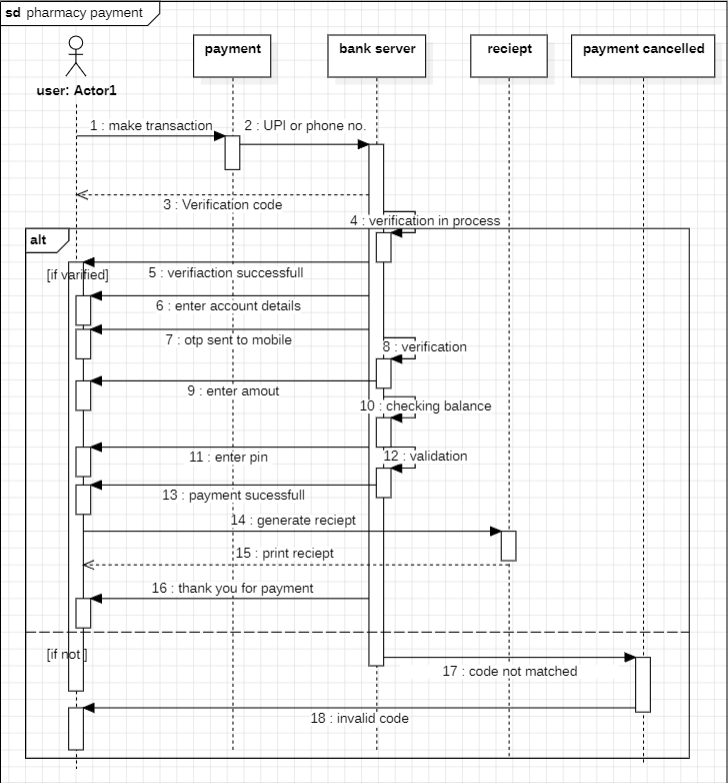 sd pharmacy payment
payment
bank server
reciept
payment cancelled
user: Actor1
1 : make transaction
2 : UPI or phone no.
3 : Verification code
4 : verification in process
alt
[if varified]
5 : verifiaction successfull
6 : enter account details
7 : otp sent to mobile
8 : verification
9 : enter amout
10 : checking balance
11 : enter pin
12 : validation
13 : payment sucessfull
14 : generate reciept
15 : print reciept
16 : thank you for payment
[if not ]
17 : code not matched
18 : invalid code